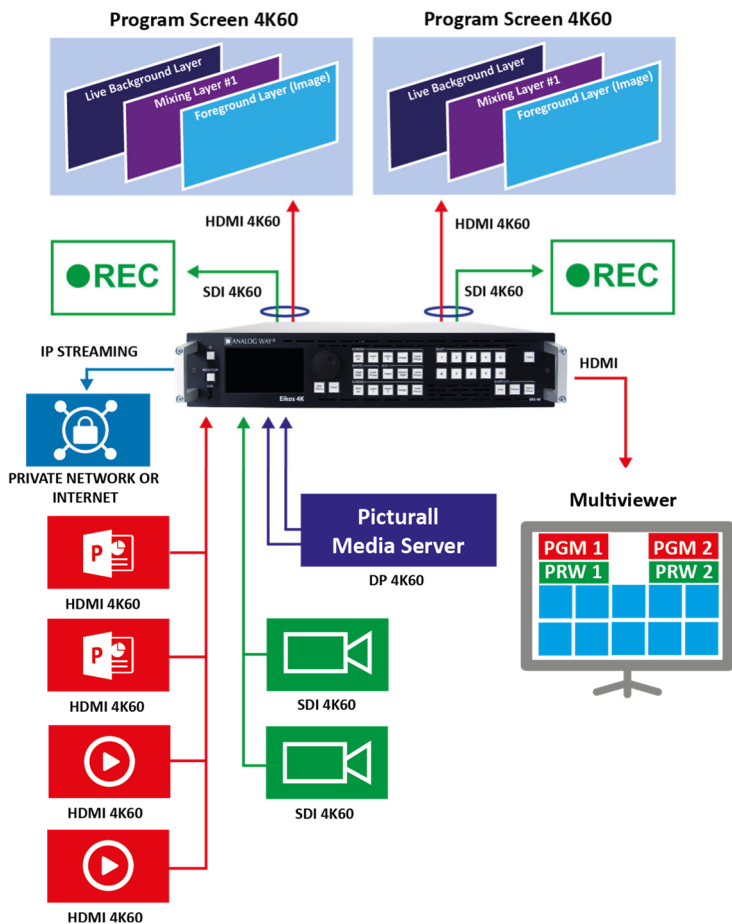 Program Screen 4K60
Program Screen 4K60
Live Background Layer
Mixing Layer #1
Foreground Layer (Image)
Live Background Layer
Mixing Layer #1
Foreground Layer (Image)
HDMI 4K60
HDMI 4K60
REC
REC
SDI 4K60
SDI 4K60
ANALOG WAY®
IP STREAMING
HDMI
Eikos 4K
PRIVATE NETWORK OR
INTERNET
Multiviewer
Picturall
Media Server
DP 4K60
PGM 1
PGM 2
PRW 1
PRW 2
P
HDMI 4K60
P
HDMI 4K60
SDI 4K60
HDMI 4K60
SDI 4K60
HDMI 4K60